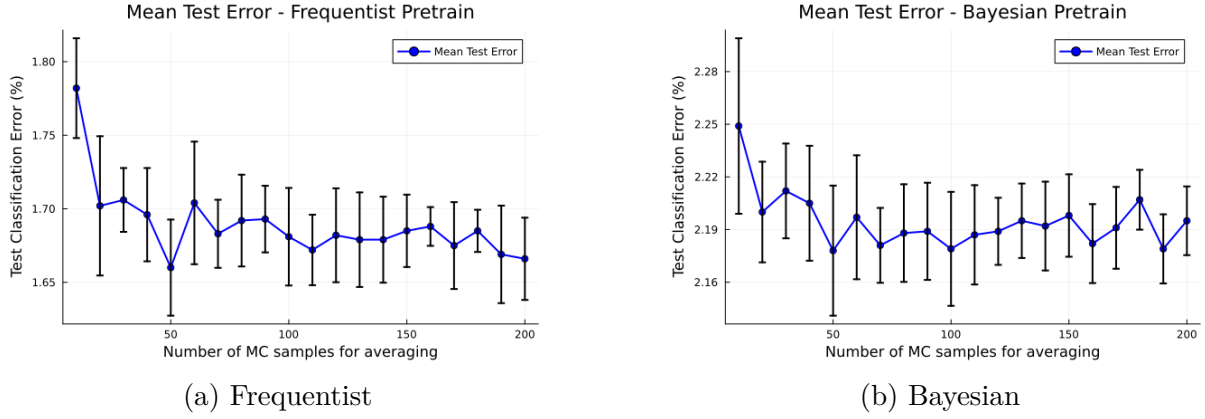 Mean Test Error - Frequentist Pretrain
Mean Test Error
1.80
1.75
1.70
1.65
Test Classification Error (%)
50
100
150
200
Number of MC samples for averaging
(a) Frequentist
Mean Test Error - Bayesian Pretrain
Mean Test Error
2.28
2.25
2.22
2.19
2.16
Test Classification Error (%)
50
100
150
200
Number of MC samples for averaging
(b) Bayesian